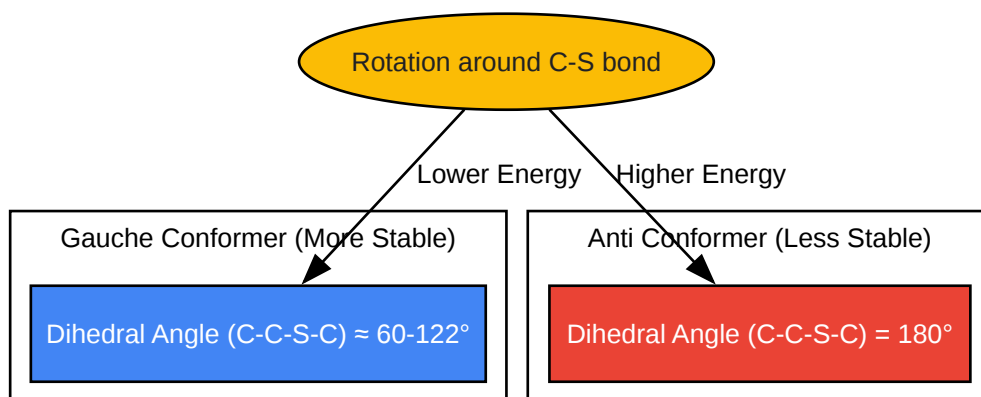 Rotation around C-S bond
Lower Energy
Higher Energy
Gauche Conformer (More Stable)
Anti Conformer (Less Stable)
Dihedral Angle (C-C-S-C) ≈ 60-122°
Dihedral Angle (C-C-S-C) = 180°